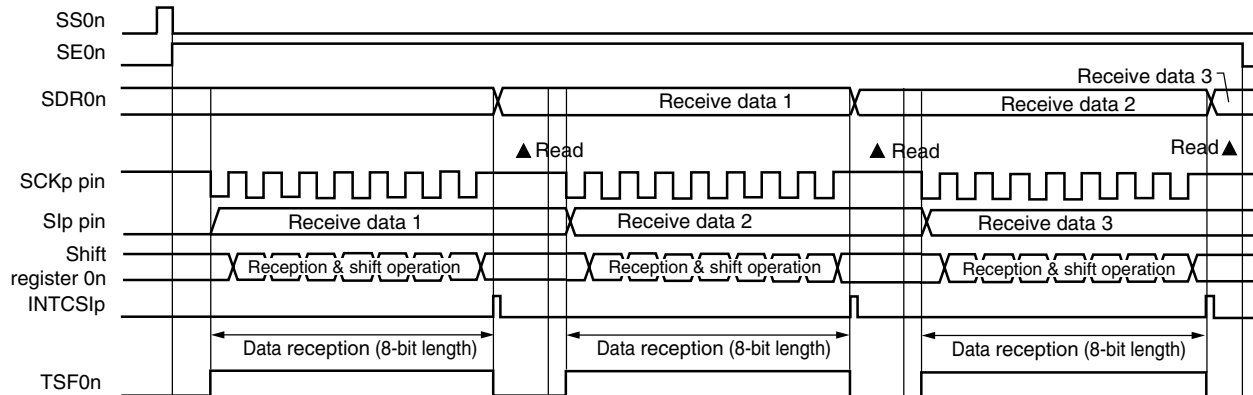 SS0n
SE0n
Receive data 3
SDR0n
Receive data 1
Receive data 2
▲ Read
▲ Read
Read ▲
SCKp pin
SIp pin
Receive data 1
Receive data 2
Receive data 3
Shift
register 0n
Reception & shift operation
Reception & shift operation
Reception & shift operation
INTCSIp
Data reception (8-bit length)
Data reception (8-bit length)
Data reception (8-bit length)
TSF0n